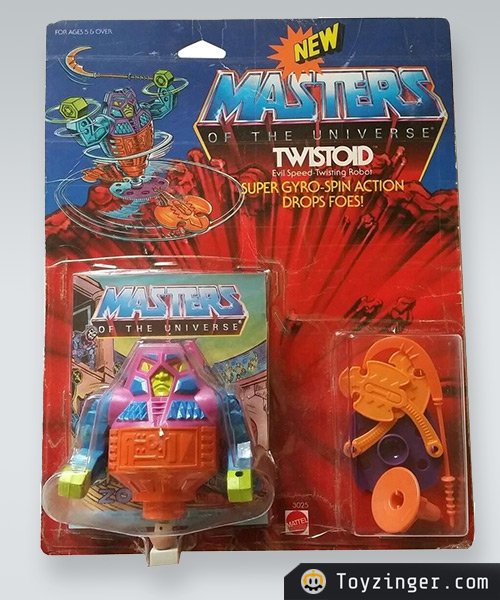 FOR AGES 5 & OVER
NEW
MASTERS
OF THE UNIVERSE
TWISTOID
Evil Speed-Twisting Robot
SUPER GYRO-SPIN ACTION
DROPS FOES!
MASTERS
OF THE UNIVERSE
3025
MATTEL
Toyzinger.com